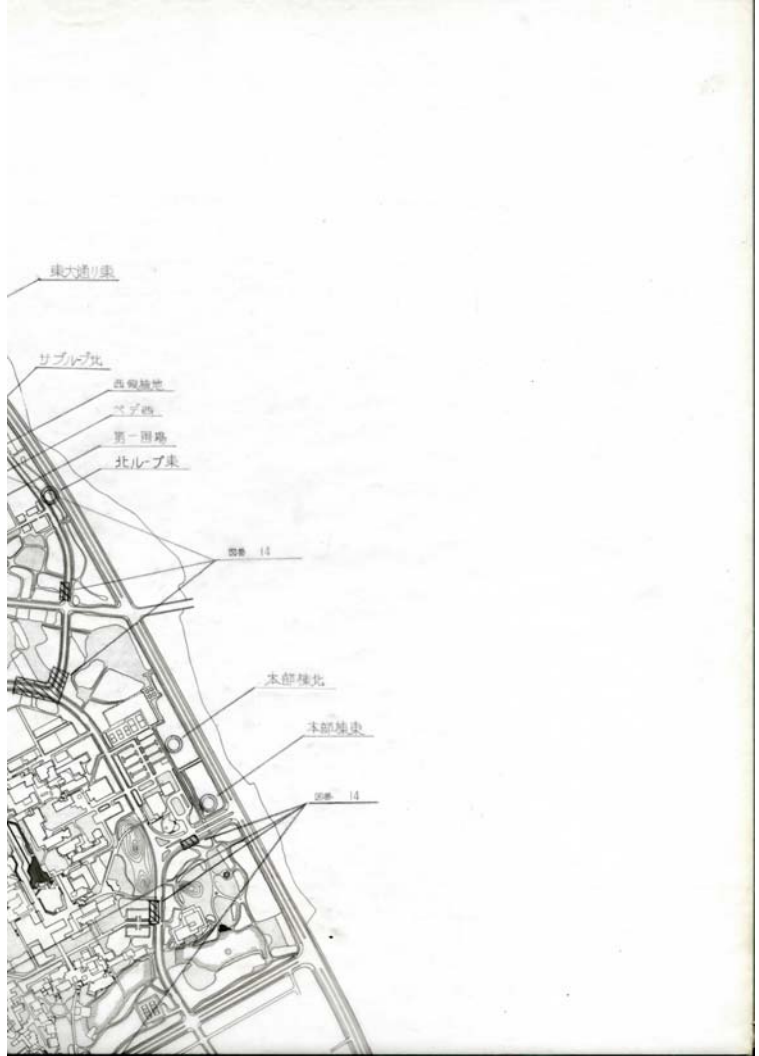 東大通り東
サブループ北
西側緑地
ペデ西
第一圃場
北ループ東
図番 14
本部棟北
本部棟東
図番 14